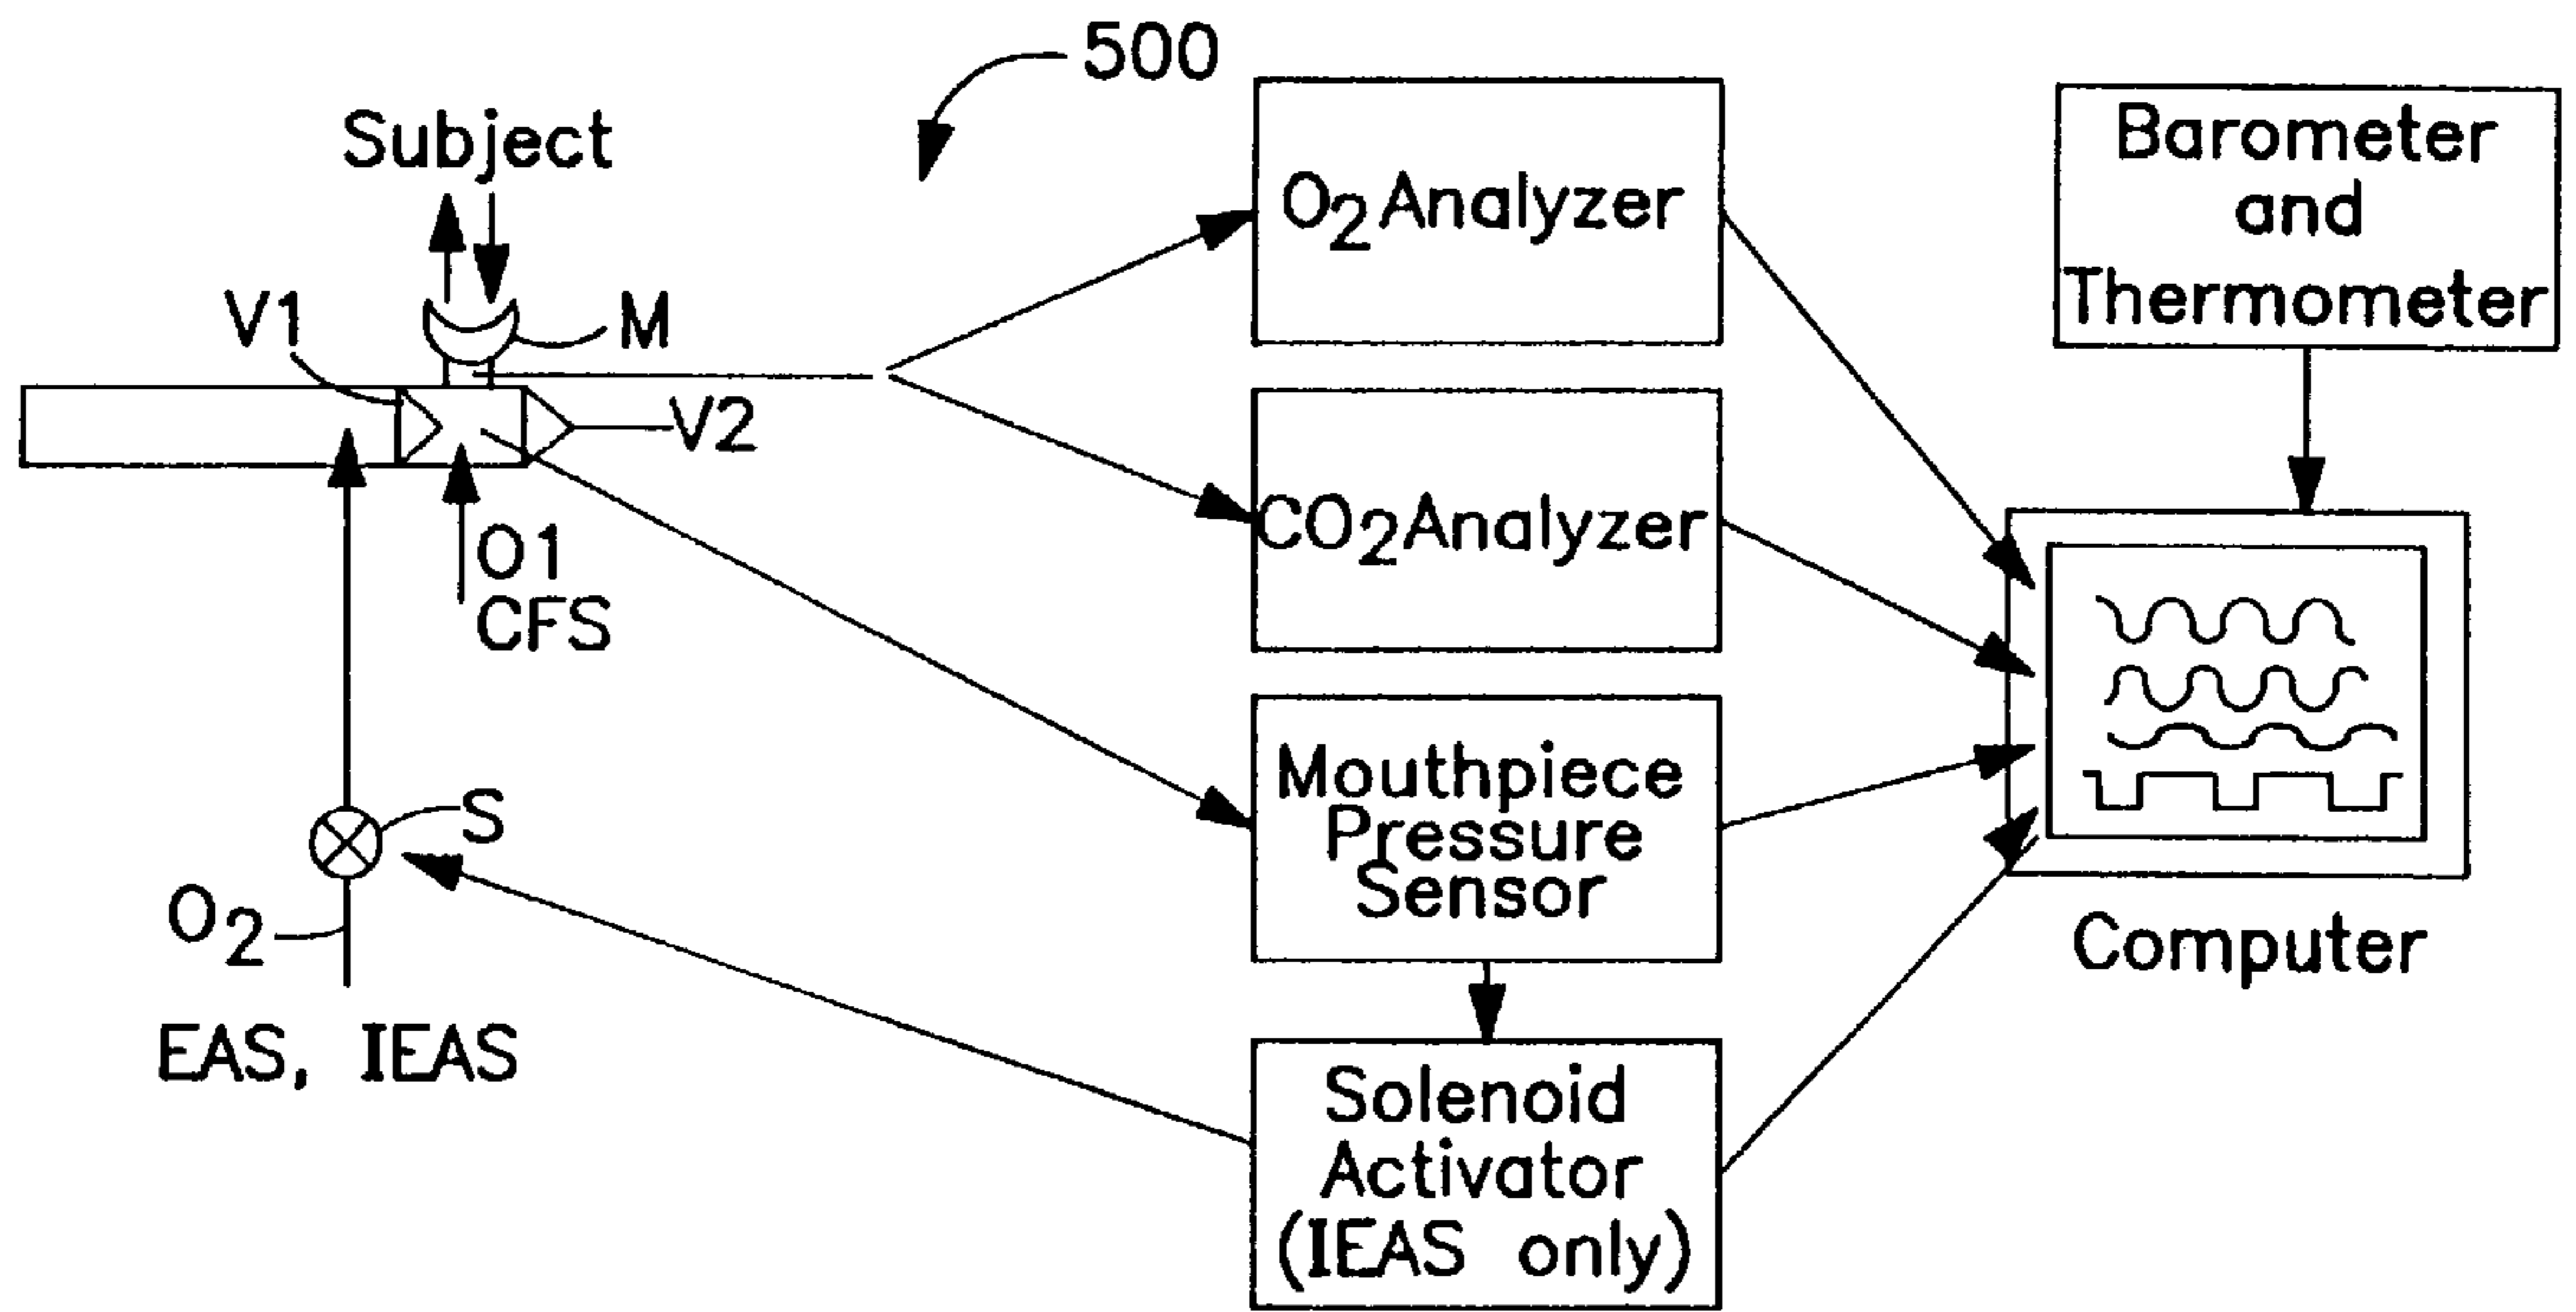 500
Subject
V1
M
V2
O1
CFS
S
O2
EAS, IEAS
O2 Analyzer
CO2 Analyzer
Mouthpiece
Pressure
Sensor
Solenoid
Activator
(IEAS only)
Barometer
and
Thermometer
Computer